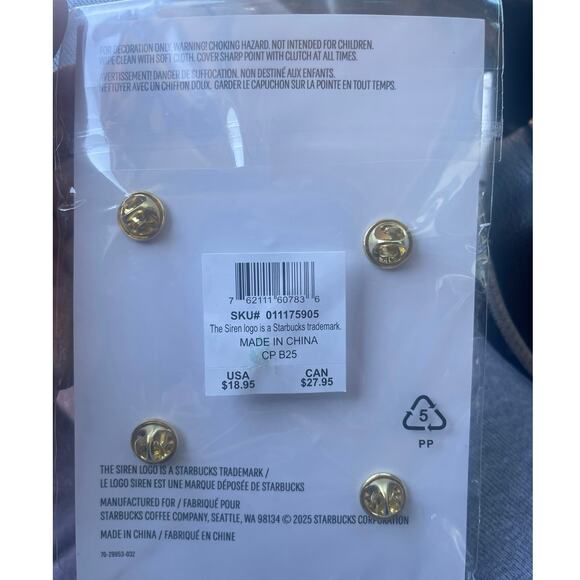 FOR DECORATION ONLY. WARNING! CHOKING HAZARD. NOT INTENDED FOR CHILDREN.
WIPE CLEAN WITH SOFT CLOTH. COVER SHARP POINT WITH CLUTCH AT ALL TIMES.
AVERTISSEMENT! DANGER DE SUFFOCATION. NON DESTINÉ AUX ENFANTS.
NETTOYER AVEC UN CHIFFON DOUX. GARDER LE CAPUCHON SUR LA POINTE EN TOUT TEMPS.
7 62111 60783 6
SKU# 011175905
The Siren logo is a Starbucks trademark.
MADE IN CHINA
CP B25
USA CAN
$18.95 $27.95
5
PP
THE SIREN LOGO IS A STARBUCKS TRADEMARK /
LE LOGO SIREN EST UNE MARQUE DÉPOSÉE DE STARBUCKS
MANUFACTURED FOR / FABRIQUÉ POUR
STARBUCKS COFFEE COMPANY, SEATTLE, WA 98134 © 2025 STARBUCKS CORPORATION
MADE IN CHINA / FABRIQUÉ EN CHINE
70-29953-032